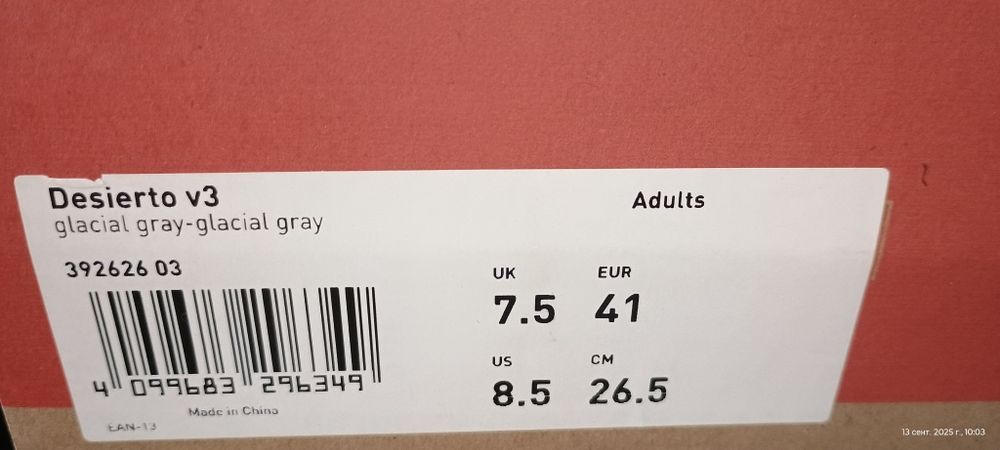 Desierto v3
glacial gray-glacial gray
Adults
392626 03
UK EUR
7.5 41
US CM
8.5 26.5
4 099683 296349
Made in China
EAN-13
13 сент. 2025 г., 10:03